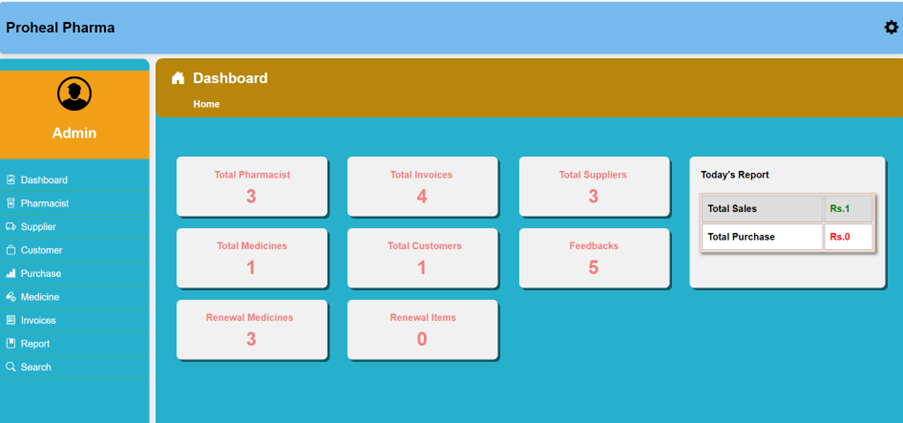 Proheal Pharma
Admin
Dashboard
Pharmacist
Supplier
Customer
Purchase
Medicine
Invoices
Report
Search
Dashboard
Home
Total Pharmacist
3
Total Invoices
4
Total Suppliers
3
Total Medicines
1
Total Customers
1
Feedbacks
5
Renewal Medicines
3
Renewal Items
0
Today's Report
Total Sales Rs.1
Total Purchase Rs.0